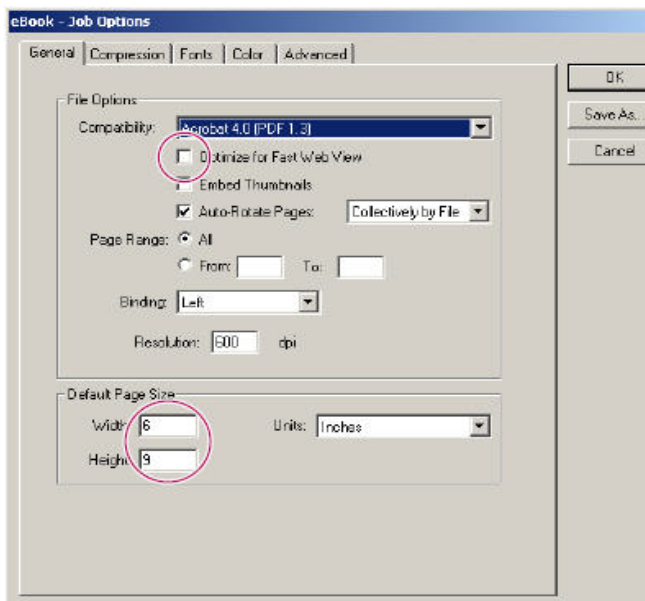 eBook - Job Options
General Compression Fonts Color Advanced
OK
Save As...
Cancel
File Options
Compatibility: Acrobat 4.0 (PDF 1.3)
Optimize for Fast Web View
Embed Thumbnails
Auto-Rotate Pages: Collectively by File
Page Range: All
From: To:
Binding: Left
Resolution: 600 dpi
Default Page Size
Width: 6 Units: Inches
Height: 9